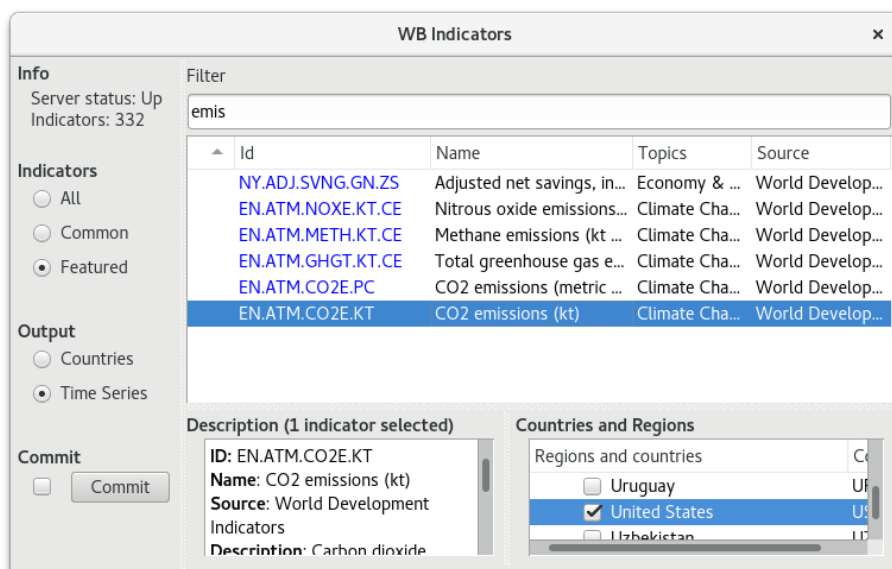 WB Indicators
Info
Server status: Up
Indicators: 332
Indicators
All
Common
Featured
Output
Countries
Time Series
Commit
Commit
Filter
emis
Id Name Topics Source
NY.ADJ.SVNG.GN.ZS Adjusted net savings, in... Economy & ... World Develop...
EN.ATM.NOXE.KT.CE Nitrous oxide emissions... Climate Cha... World Develop...
EN.ATM.METH.KT.CE Methane emissions (kt ... Climate Cha... World Develop...
EN.ATM.GHGT.KT.CE Total greenhouse gas e... Climate Cha... World Develop...
EN.ATM.CO2E.PC CO2 emissions (metric ... Climate Cha... World Develop...
EN.ATM.CO2E.KT CO2 emissions (kt) Climate Cha... World Develop...
Description (1 indicator selected)
ID: EN.ATM.CO2E.KT
Name: CO2 emissions (kt)
Source: World Development
Indicators
Description: Carbon dioxide
Countries and Regions
Regions and countries
Uruguay
United States
Uzbekistan